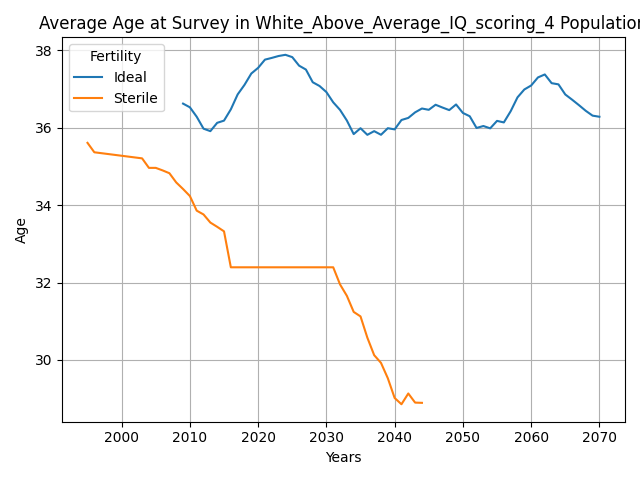 Average Age at Survey in White_Above_Average_IQ_scoring_4 Population
Fertility
Ideal
Sterile
38
36
34
32
30
Age
2000 2010 2020 2030 2040 2050 2060 2070
Years